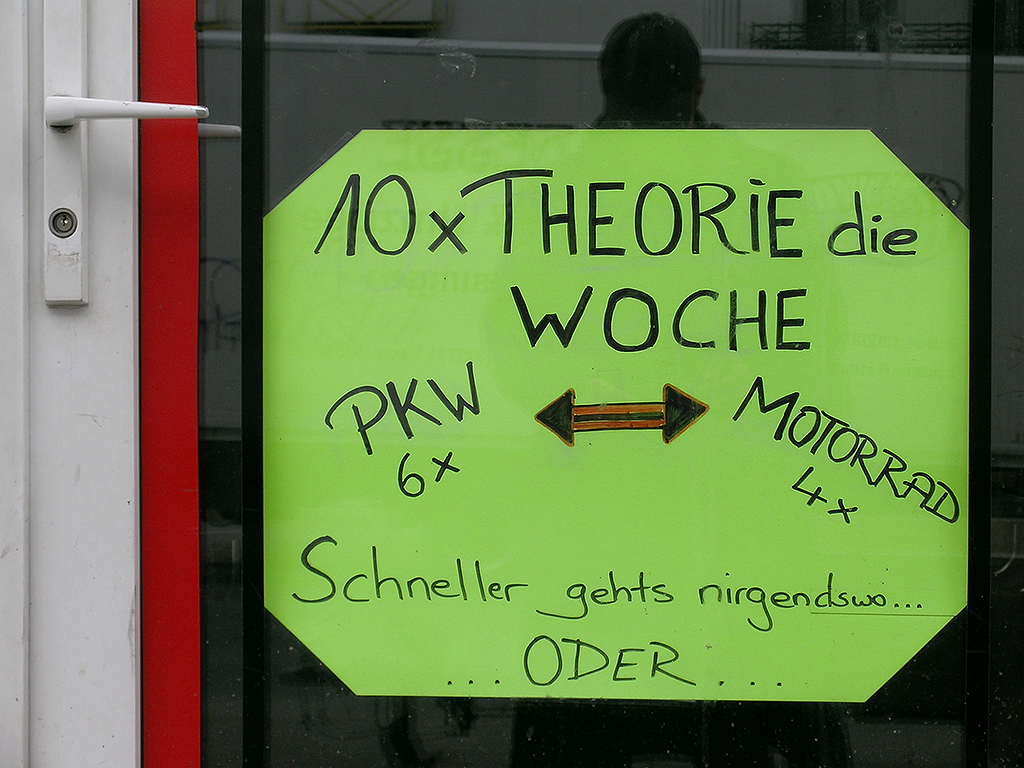 10x THEORIE die
WOCHE
PKW MOTORRAD
6x 4x
Schneller gehts nirgendswo...
... ODER ...